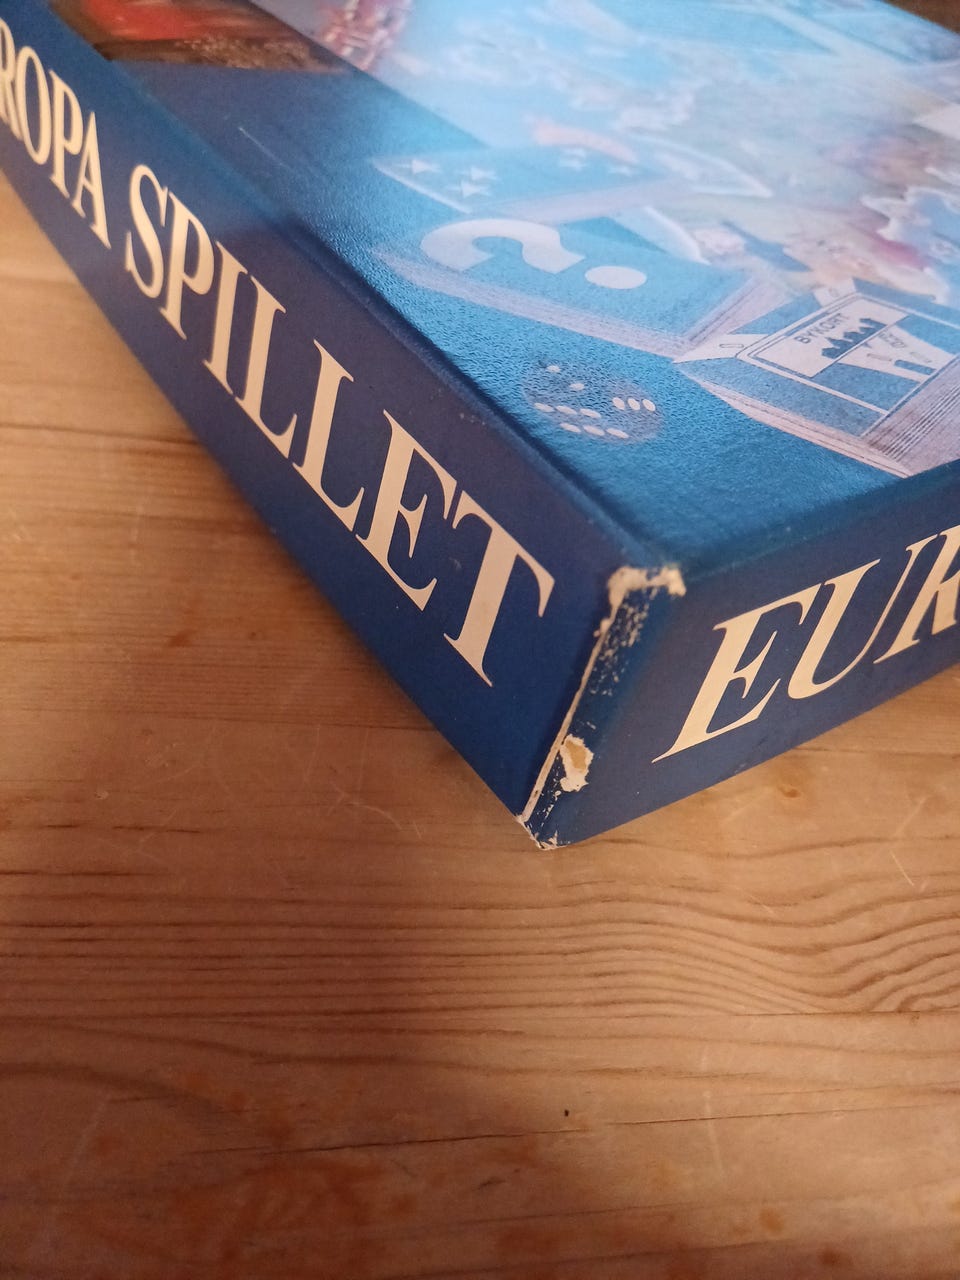 ROPA SPILLET
EUR
?
BYKORT